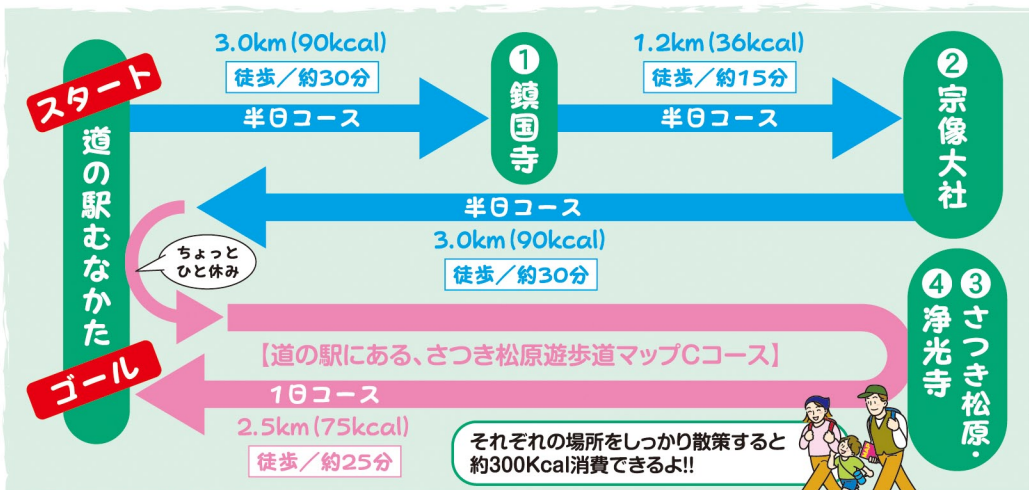 スタート
道の駅むなかた
ゴール
3.0km(90kcal)
徒歩／約30分
半日コース
❶鎮国寺
1.2km(36kcal)
徒歩／約15分
半日コース
❷宗像大社
半日コース
3.0km(90kcal)
徒歩／約30分
ちょっと
ひと休み
❸さつき松原・
❹浄光寺
【道の駅にある、さつき松原遊歩道マップCコース】
1日コース
2.5km(75kcal)
徒歩／約25分
それぞれの場所をしっかり散策すると
約300Kcal消費できるよ!!